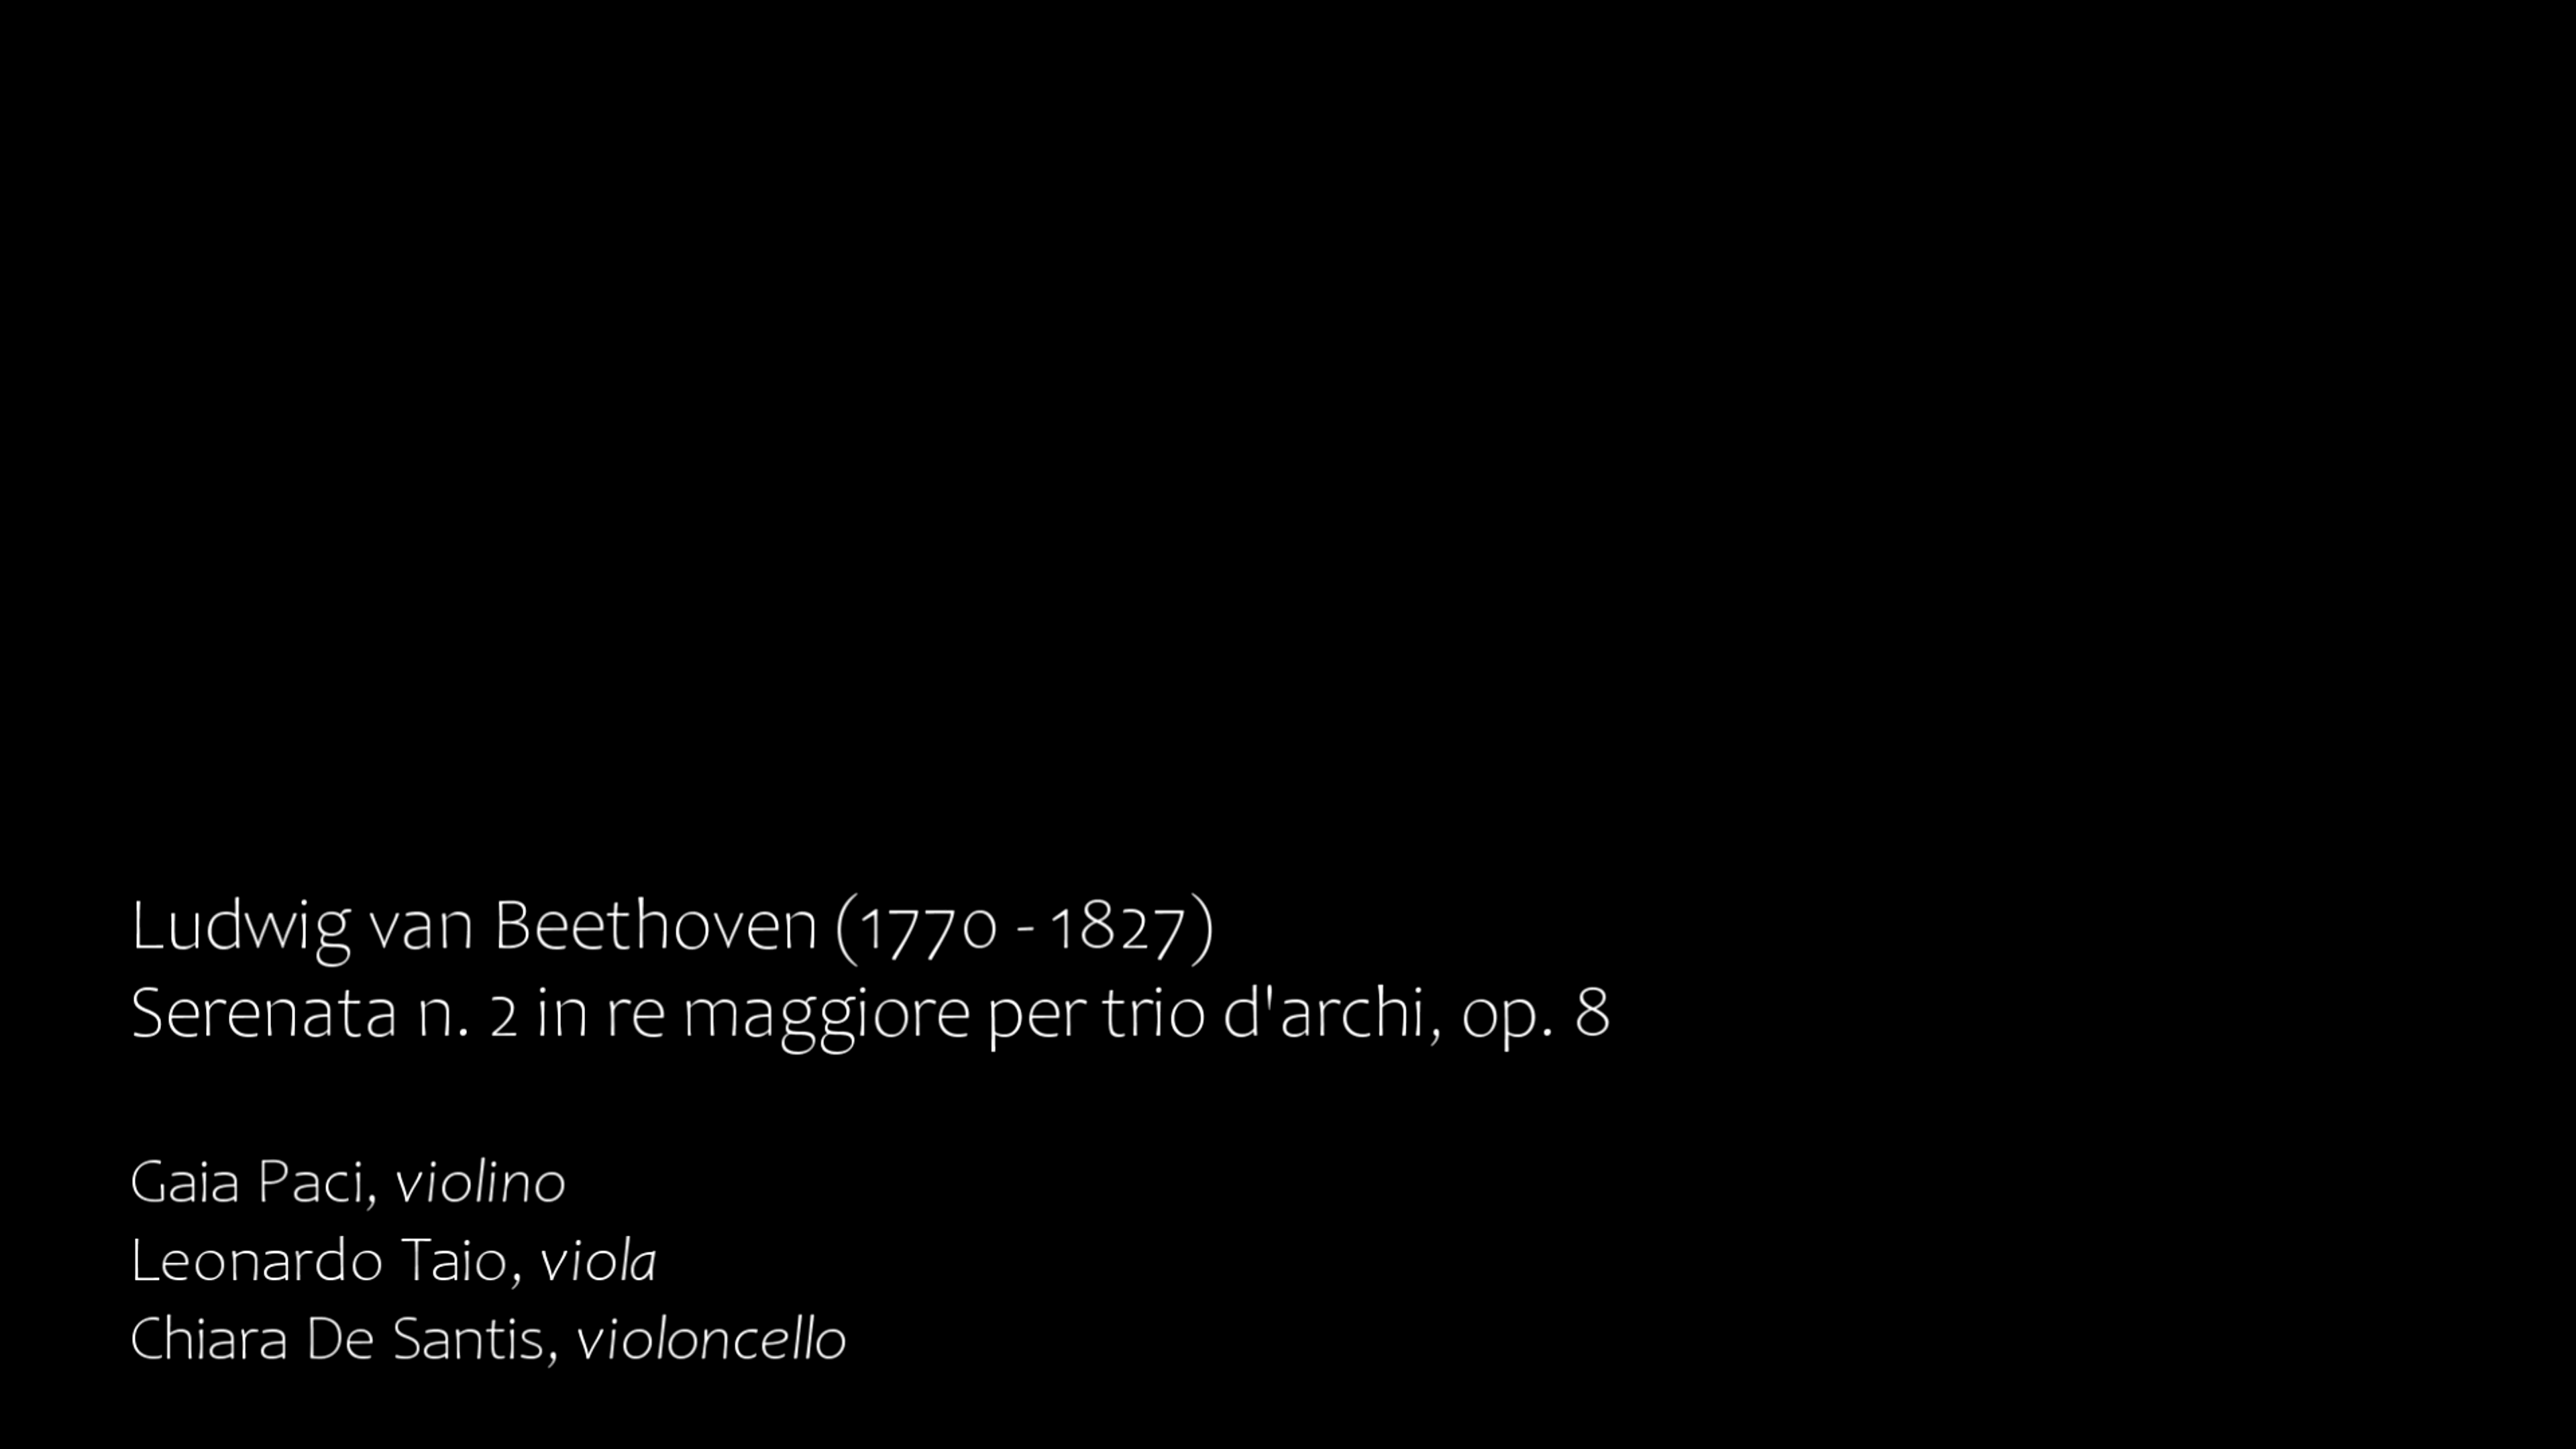 Ludwig van Beethoven (1770 - 1827)
Serenata n. 2 in re maggiore per trio d'archi, op. 8
Gaia Paci, violino
Leonardo Taio, viola
Chiara De Santis, violoncello